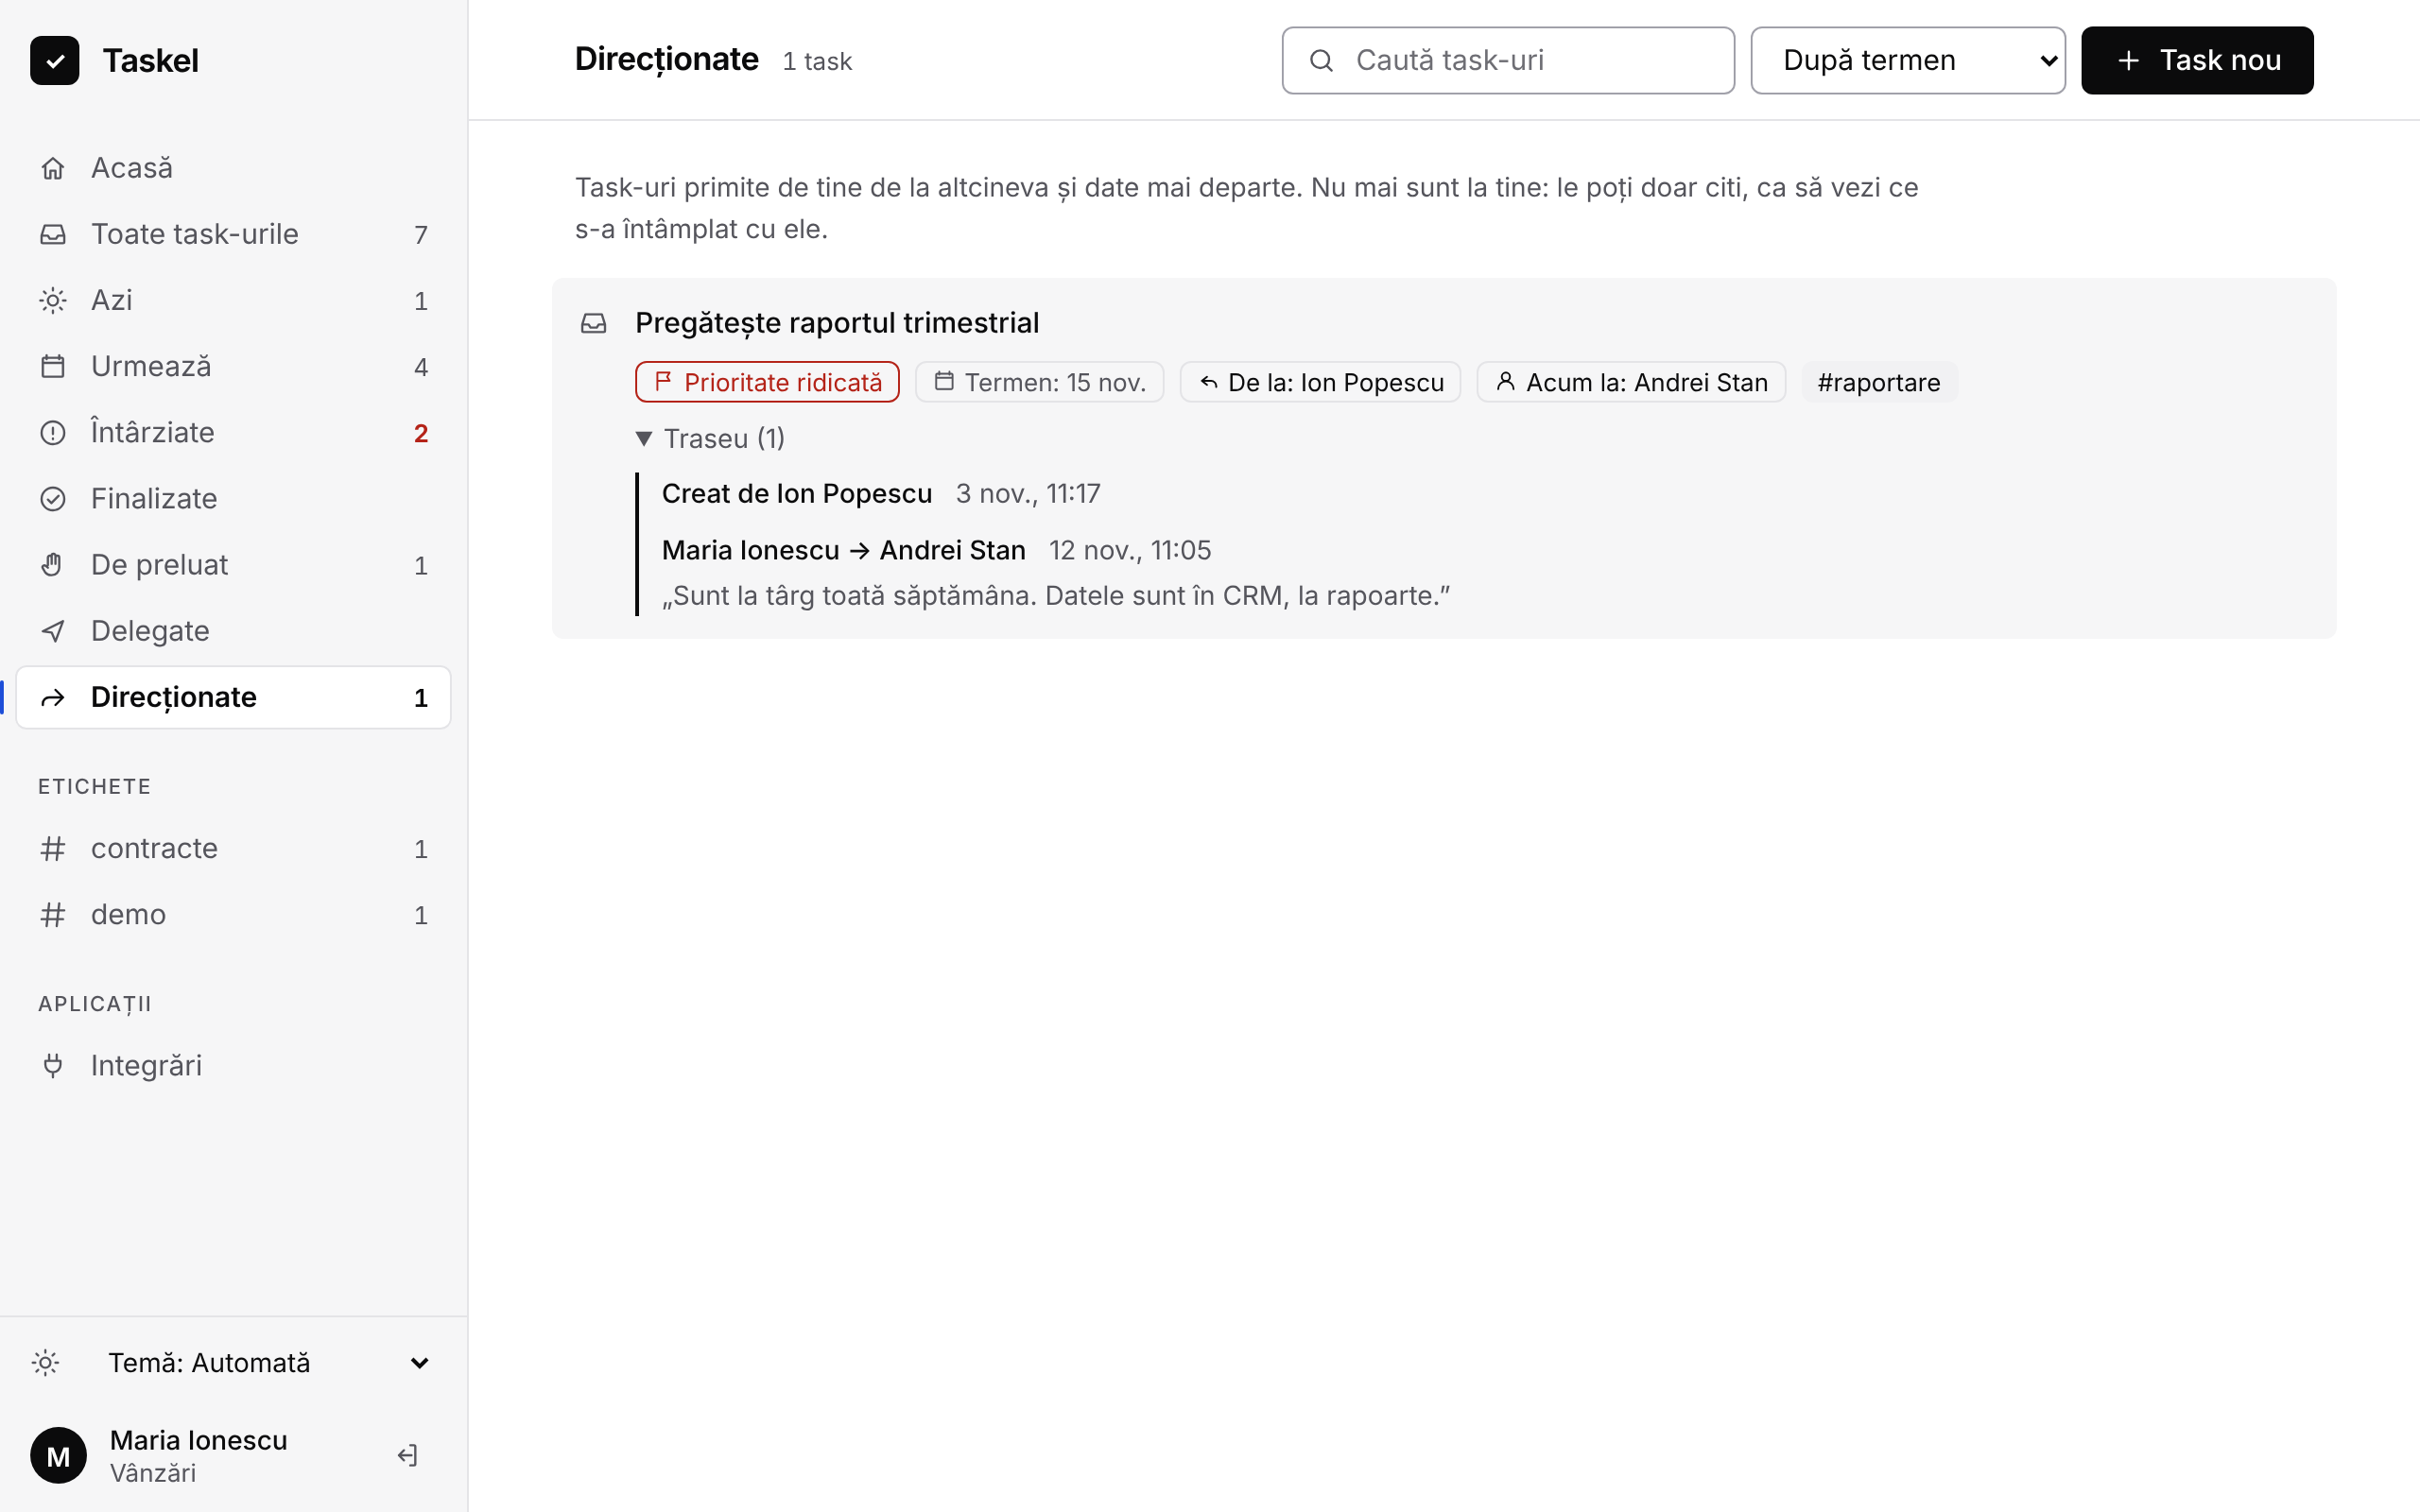 Taskel
Acasă
Toate task-urile 7
Azi 1
Urmează 4
Întârziate 2
Finalizate
De preluat 1
Delegate
Direcționate 1
ETICHETE
contracte 1
demo 1
APLICAȚII
Integrări
Temă: Automată
M
Maria Ionescu
Vânzări
Direcționate 1 task
Caută task-uri
După termen
Task nou
Task-uri primite de tine de la altcineva și date mai departe. Nu mai sunt la tine: le poți doar citi, ca să vezi ce
s-a întâmplat cu ele.
Pregătește raportul trimestrial
Prioritate ridicată Termen: 15 nov. De la: Ion Popescu Acum la: Andrei Stan #raportare
Traseu (1)
Creat de Ion Popescu 3 nov., 11:17
Maria Ionescu → Andrei Stan 12 nov., 11:05
„Sunt la târg toată săptămâna. Datele sunt în CRM, la rapoarte.”